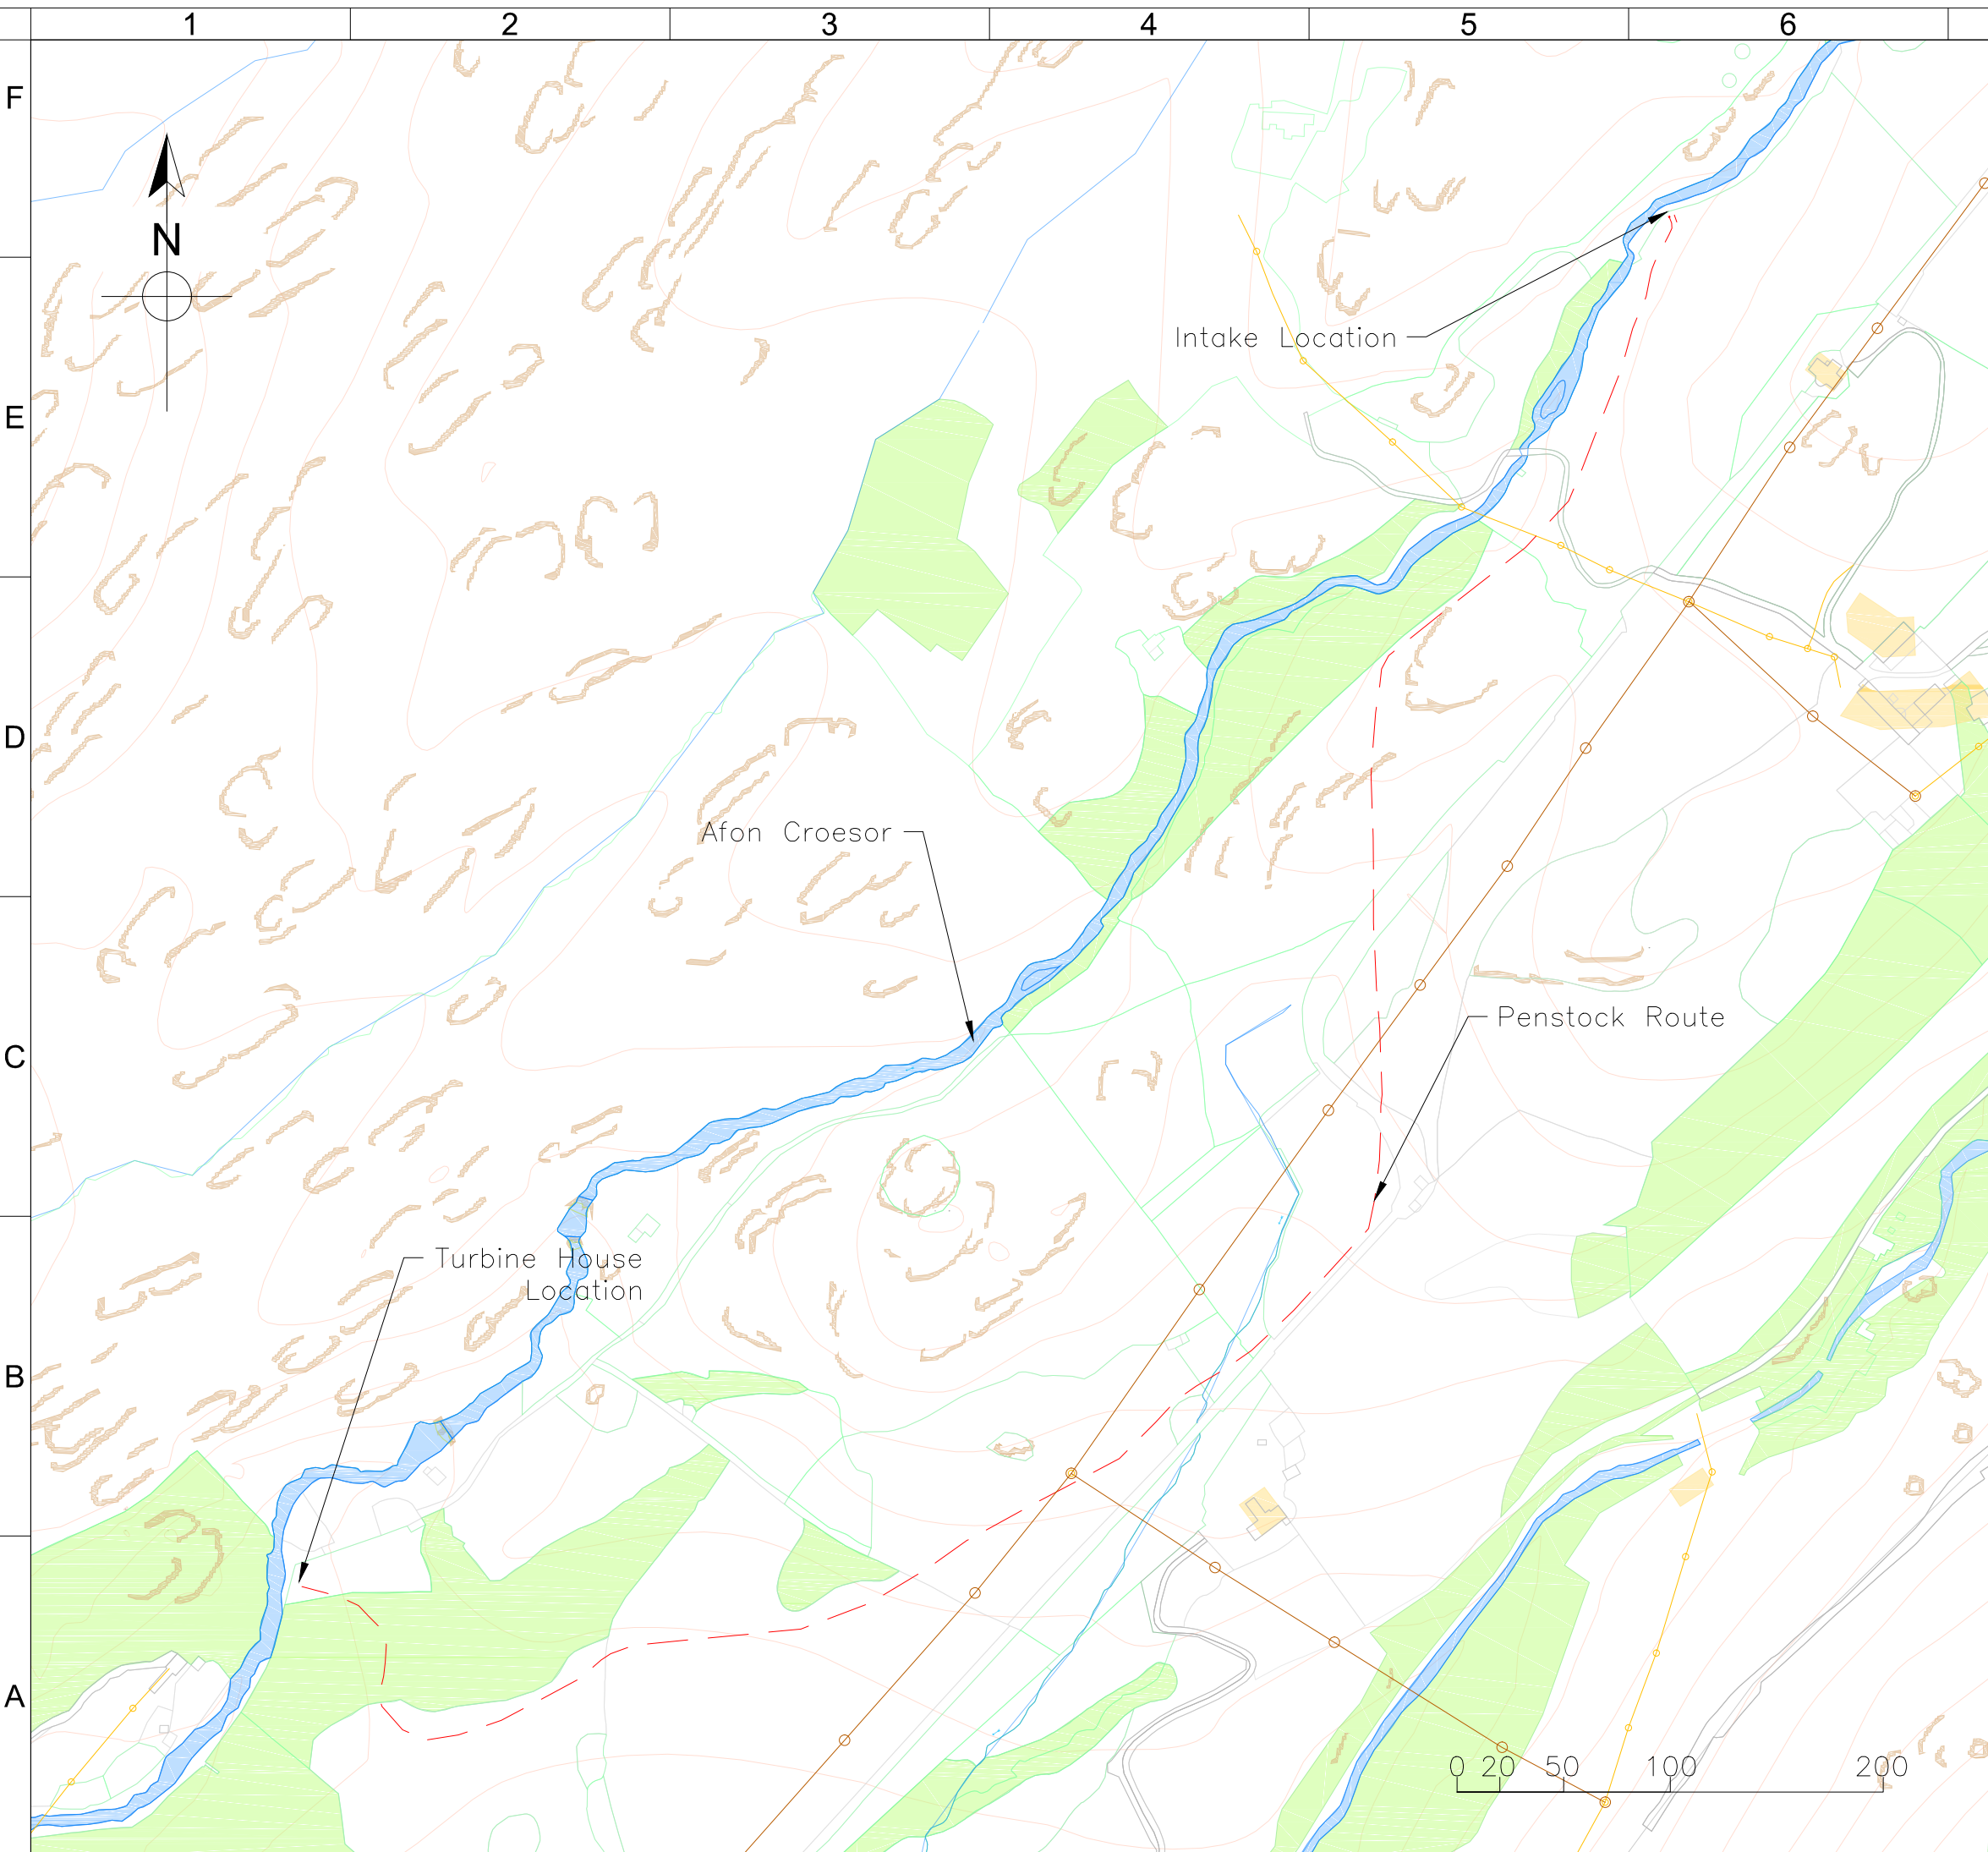 1 2 3 4 5 6
F
N
Intake Location
E
D
Afon Croesor
Penstock Route
C
Turbine House
Location
B
A
0 20 50 100 200